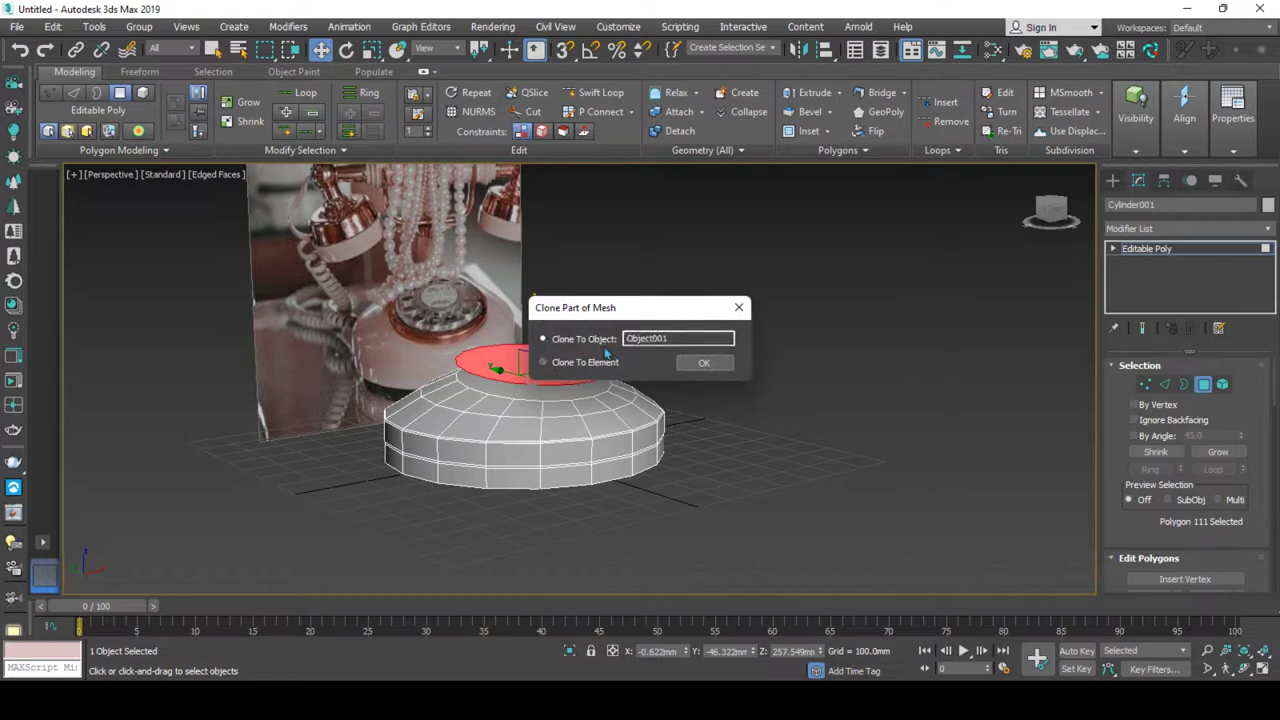 Untitled - Autodesk 3ds Max 2019
File Edit Tools Group Views Create Modifiers Animation Graph Editors Rendering Civil View Customize Scripting Interactive Content Arnold Help
Sign In Workspaces: Default
All View Create Selection Se
Modeling Freeform Selection Object Paint Populate
Editable Poly
Grow Shrink
Loop Ring
1
Repeat QSlice Swift Loop
NURMS Cut P Connect
Constraints:
Relax Create
Attach Collapse
Detach
Extrude Bridge
Bevel GeoPoly
Inset Flip
Insert
Remove
Edit
Turn
Re-Tri
MSmooth
Tessellate
Use Displac...
Visibility Align Properties
Polygon Modeling Modify Selection Edit Geometry (All) Polygons Loops Tris Subdivision
[+] [Perspective] [Standard] [Edged Faces]
Clone Part of Mesh
Clone To Object: Object001
Clone To Element OK
Cylinder001
Modifier List
Editable Poly
Selection
By Vertex
Ignore Backfacing
By Angle: 45.0
Shrink Grow
Ring Loop
Preview Selection
Off SubObj Multi
Polygon 111 Selected
Edit Polygons
Insert Vertex
0 / 100
0 5 10 15 20 25 30 35 40 45 50 55 60 65 70 75 80 85 90 95 100
1 Object Selected
MAXScript Mi
Click or click-and-drag to select objects
X: -0.622mm Y: -46.322mm Z: 257.549mm Grid = 100.0mm
Add Time Tag
0
Auto Key Selected
Set Key Key Filters...